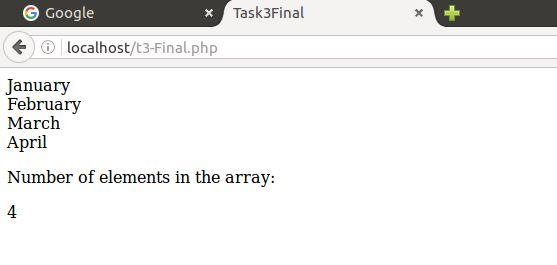 Google
Task3Final
localhost/t3-Final.php
January
February
March
April
Number of elements in the array:
4